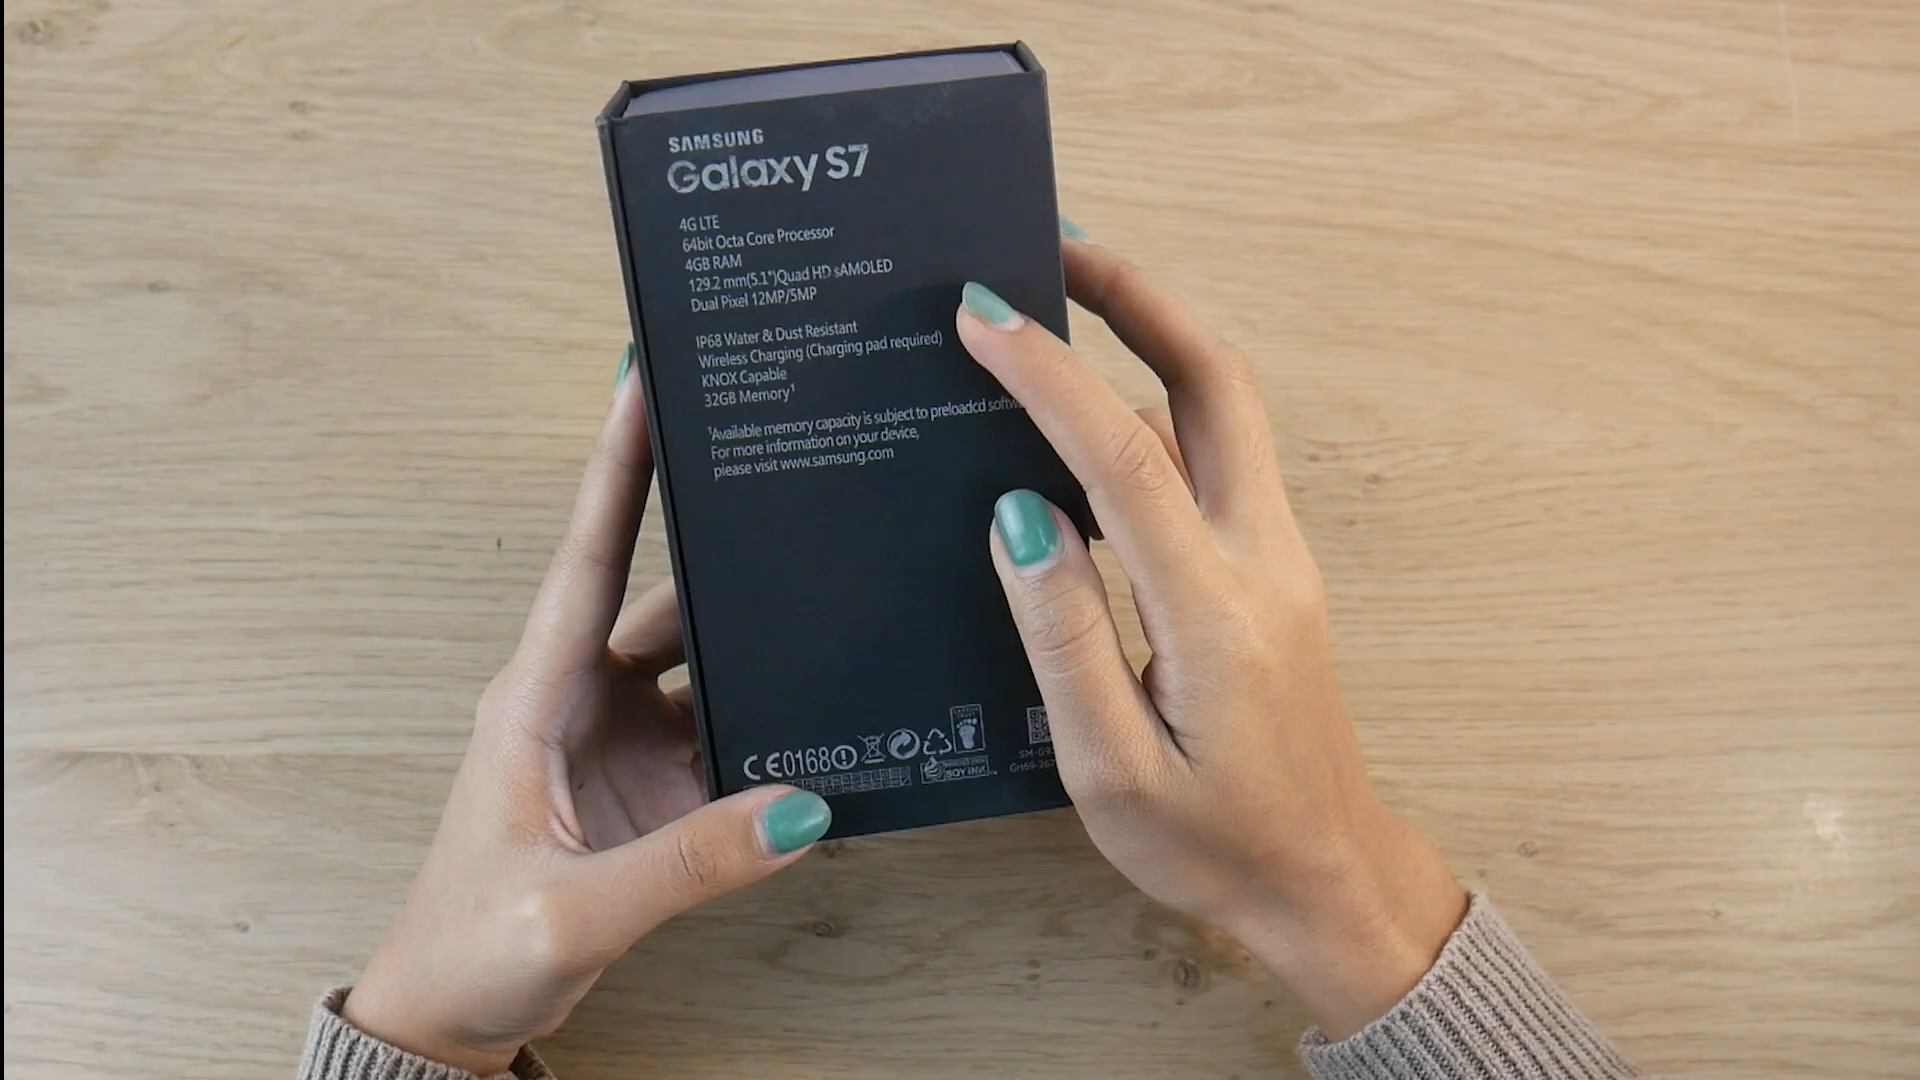 SAMSUNG
Galaxy S7
4G LTE
64bit Octa Core Processor
4GB RAM
129.2 mm(5.1")Quad HD sAMOLED
Dual Pixel 12MP/5MP
IP68 Water & Dust Resistant
Wireless Charging (Charging pad required)
KNOX Capable
32GB Memory¹
¹Available memory capacity is subject to preloadcd
For more information on your device,
please visit www.samsung.com
CE0168
SOY INK